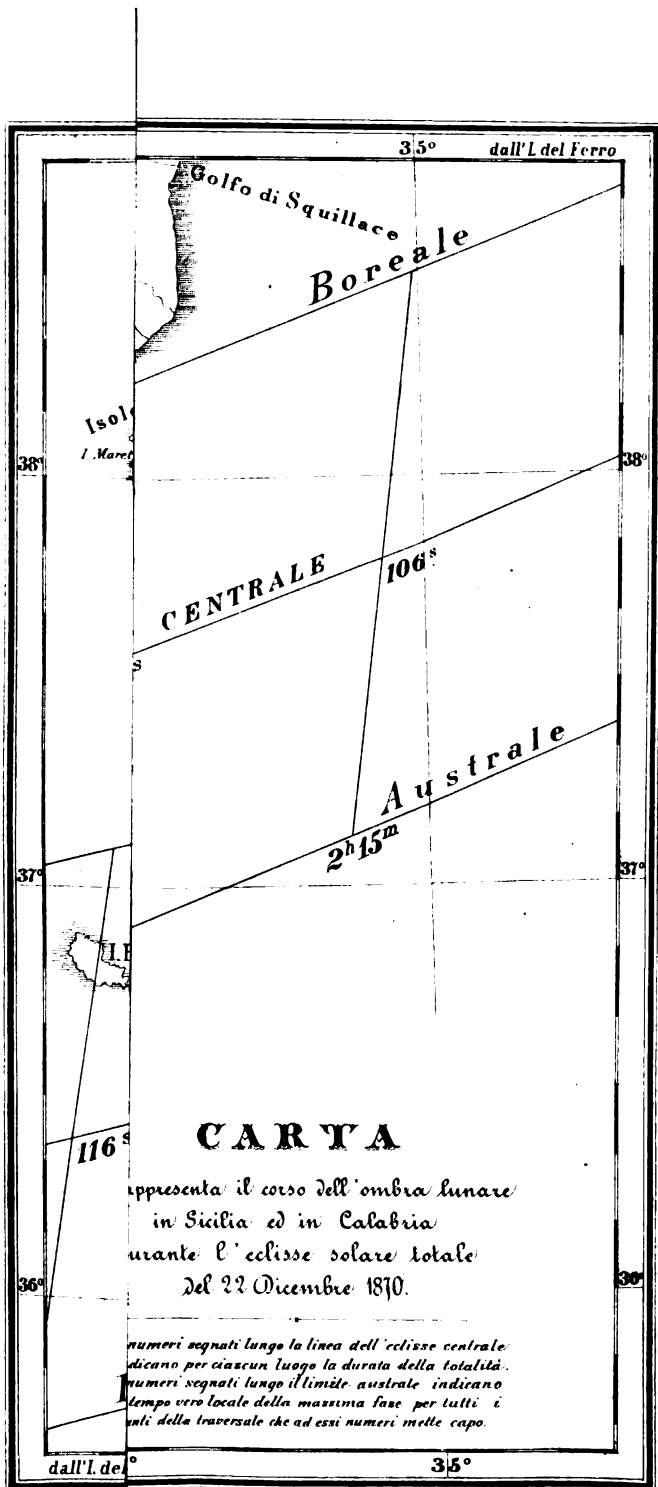 35° dall'I. del Ferro
Golfo di Squillace
Boreale
Isol
I. Maret
38° 38°
CENTRALE
106ˢ
s
Australe
2ʰ 15ᵐ
37° 37°
116ˢ
CARTA
appresenta il corso dell'ombra lunare
in Sicilia ed in Calabria
urante l'eclisse solare totale
del 22 Dicembre 1870.
36° 36°
numeri segnati lungo la linea dell'eclisse centrale
dicano per ciascun luogo la durata della totalità.
numeri segnati lungo il limite australe indicano
tempo vero locale della massima fase per tutti i
nti della traversale che ad essi numeri mette capo.
dall'I. del ° 35°